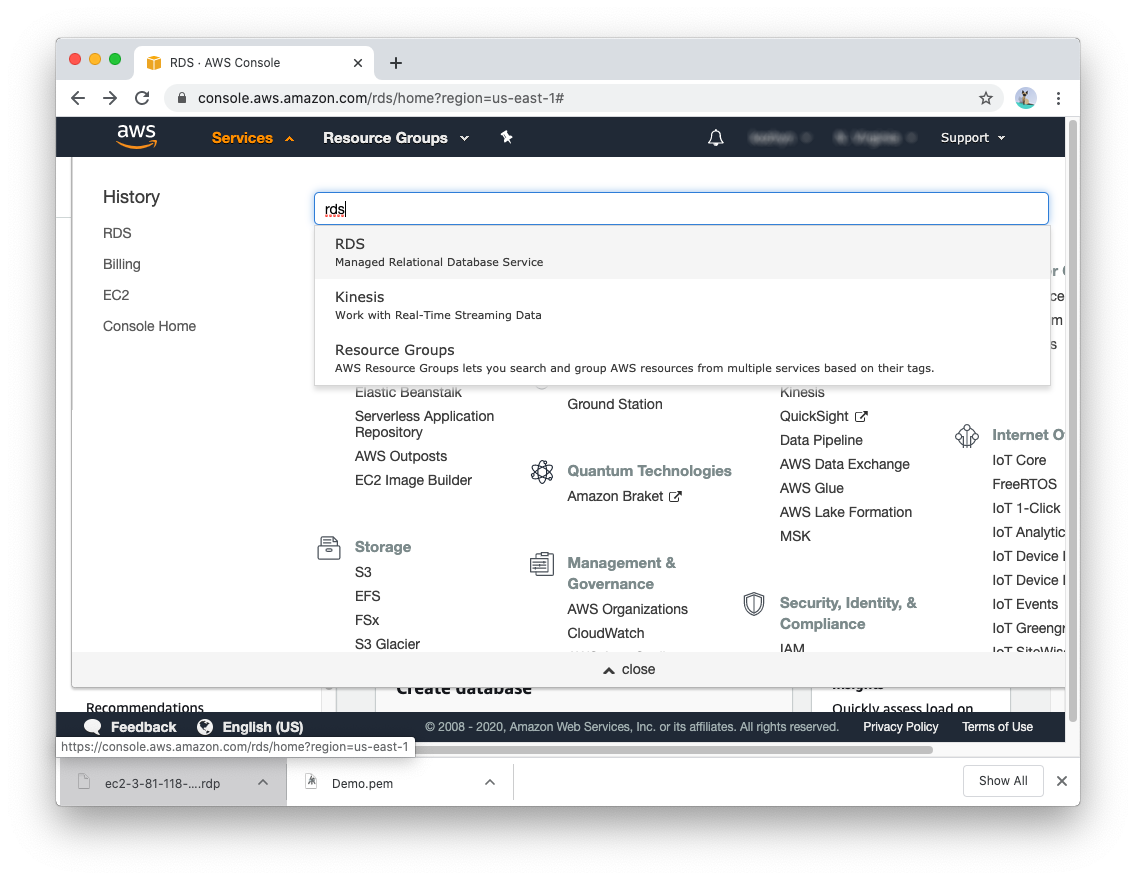 RDS · AWS Console
console.aws.amazon.com/rds/home?region=us-east-1#
aws
Services
Resource Groups
Support
History
RDS
Billing
EC2
Console Home
rds
RDS
Managed Relational Database Service
Kinesis
Work with Real-Time Streaming Data
Resource Groups
AWS Resource Groups lets you search and group AWS resources from multiple services based on their tags.
Elastic Beanstalk
Serverless Application
Repository
AWS Outposts
EC2 Image Builder
Storage
S3
EFS
FSx
S3 Glacier
Ground Station
Quantum Technologies
Amazon Braket
Management &
Governance
AWS Organizations
CloudWatch
Kinesis
QuickSight
Data Pipeline
AWS Data Exchange
AWS Glue
AWS Lake Formation
MSK
Security, Identity, &
Compliance
IAM
Internet O
IoT Core
FreeRTOS
IoT 1-Click
IoT Analytic
IoT Device
IoT Device
IoT Events
IoT Greengr
IoT SiteWis
close
Create database
Recommendations
Insights
Quickly assess load on
Feedback
English (US)
© 2008 - 2020, Amazon Web Services, Inc. or its affiliates. All rights reserved.
Privacy Policy
Terms of Use
https://console.aws.amazon.com/rds/home?region=us-east-1
ec2-3-81-118-....rdp
Demo.pem
Show All